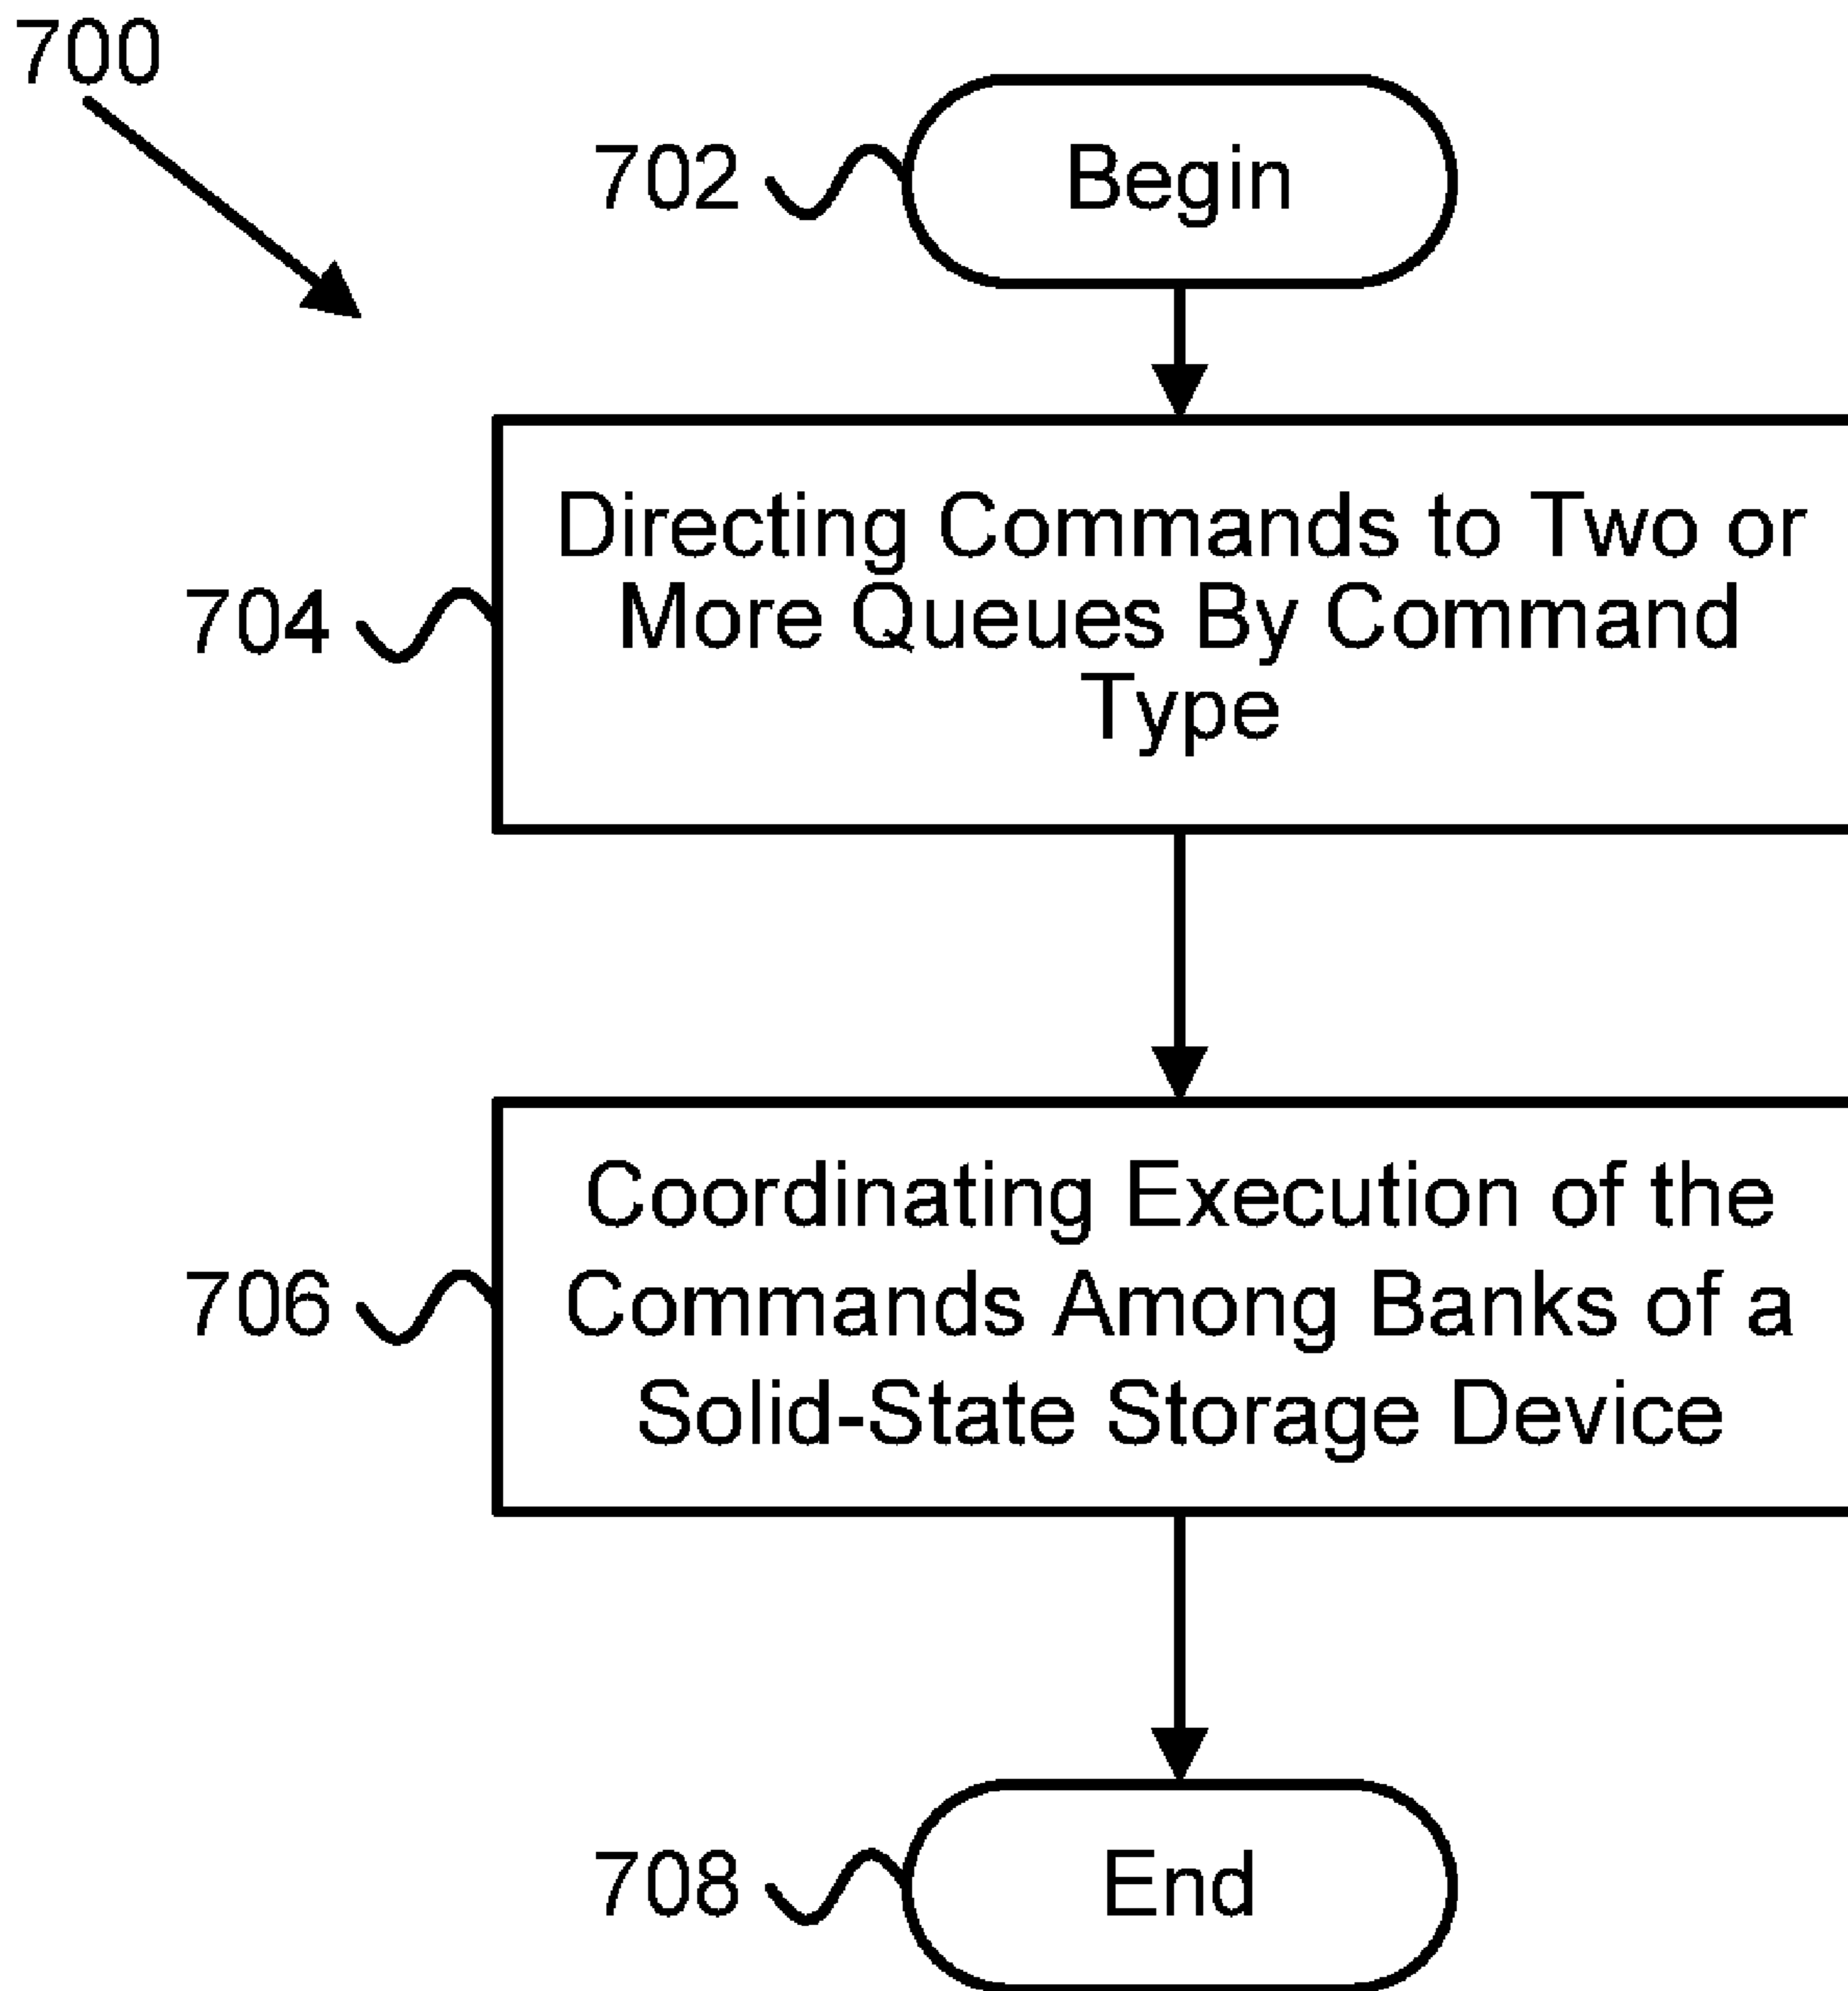 700
702
Begin
Directing Commands to Two or
More Queues By Command
Type
704
Coordinating Execution of the
Commands Among Banks of a
Solid-State Storage Device
706
708
End